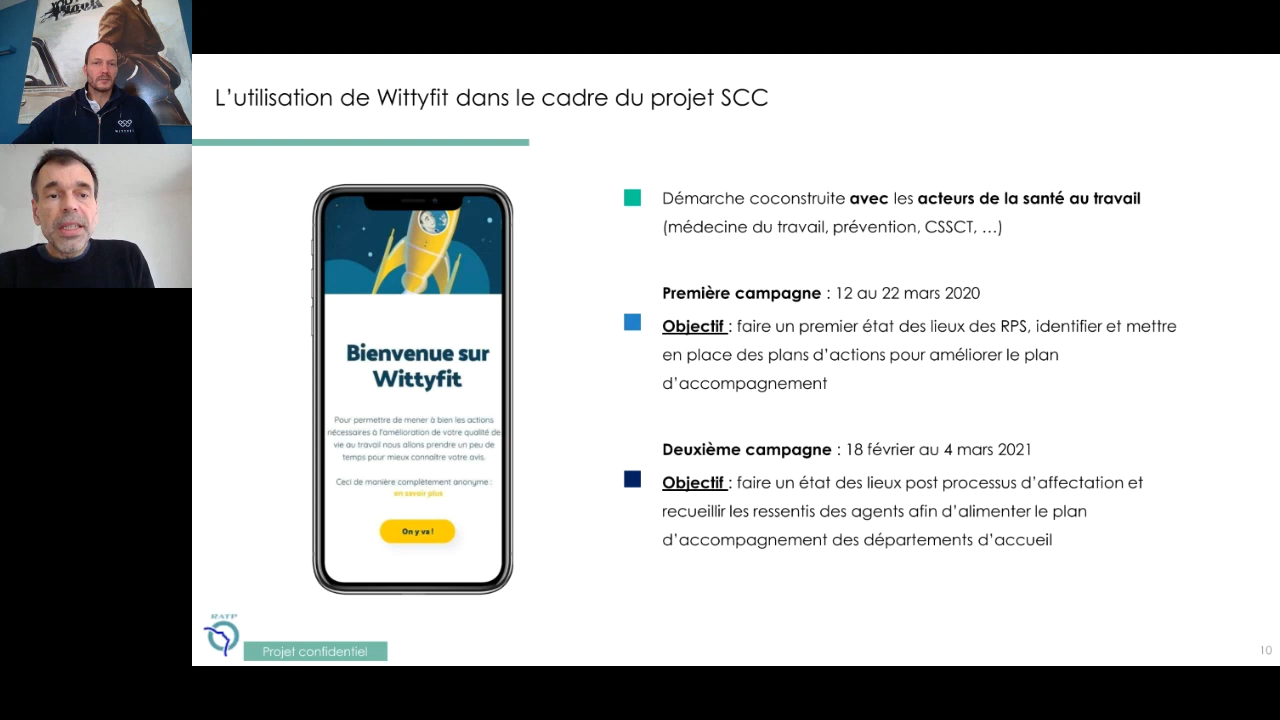 L'utilisation de Wittyfit dans le cadre du projet SCC
Bienvenue sur
Wittyfit
Pour permettre de mener à bien les actions
nécessaires à l'amélioration de votre qualité de
vie au travail nous allons prendre un peu de
temps pour mieux connaître votre avis.
Ceci de manière complètement anonyme :
en savoir plus
On y va !
Démarche coconstruite avec les acteurs de la santé au travail
(médecine du travail, prévention, CSSCT, …)
Première campagne : 12 au 22 mars 2020
Objectif : faire un premier état des lieux des RPS, identifier et mettre
en place des plans d'actions pour améliorer le plan
d'accompagnement
Deuxième campagne : 18 février au 4 mars 2021
Objectif : faire un état des lieux post processus d'affectation et
recueillir les ressentis des agents afin d'alimenter le plan
d'accompagnement des départements d'accueil
RATP
Projet confidentiel
10